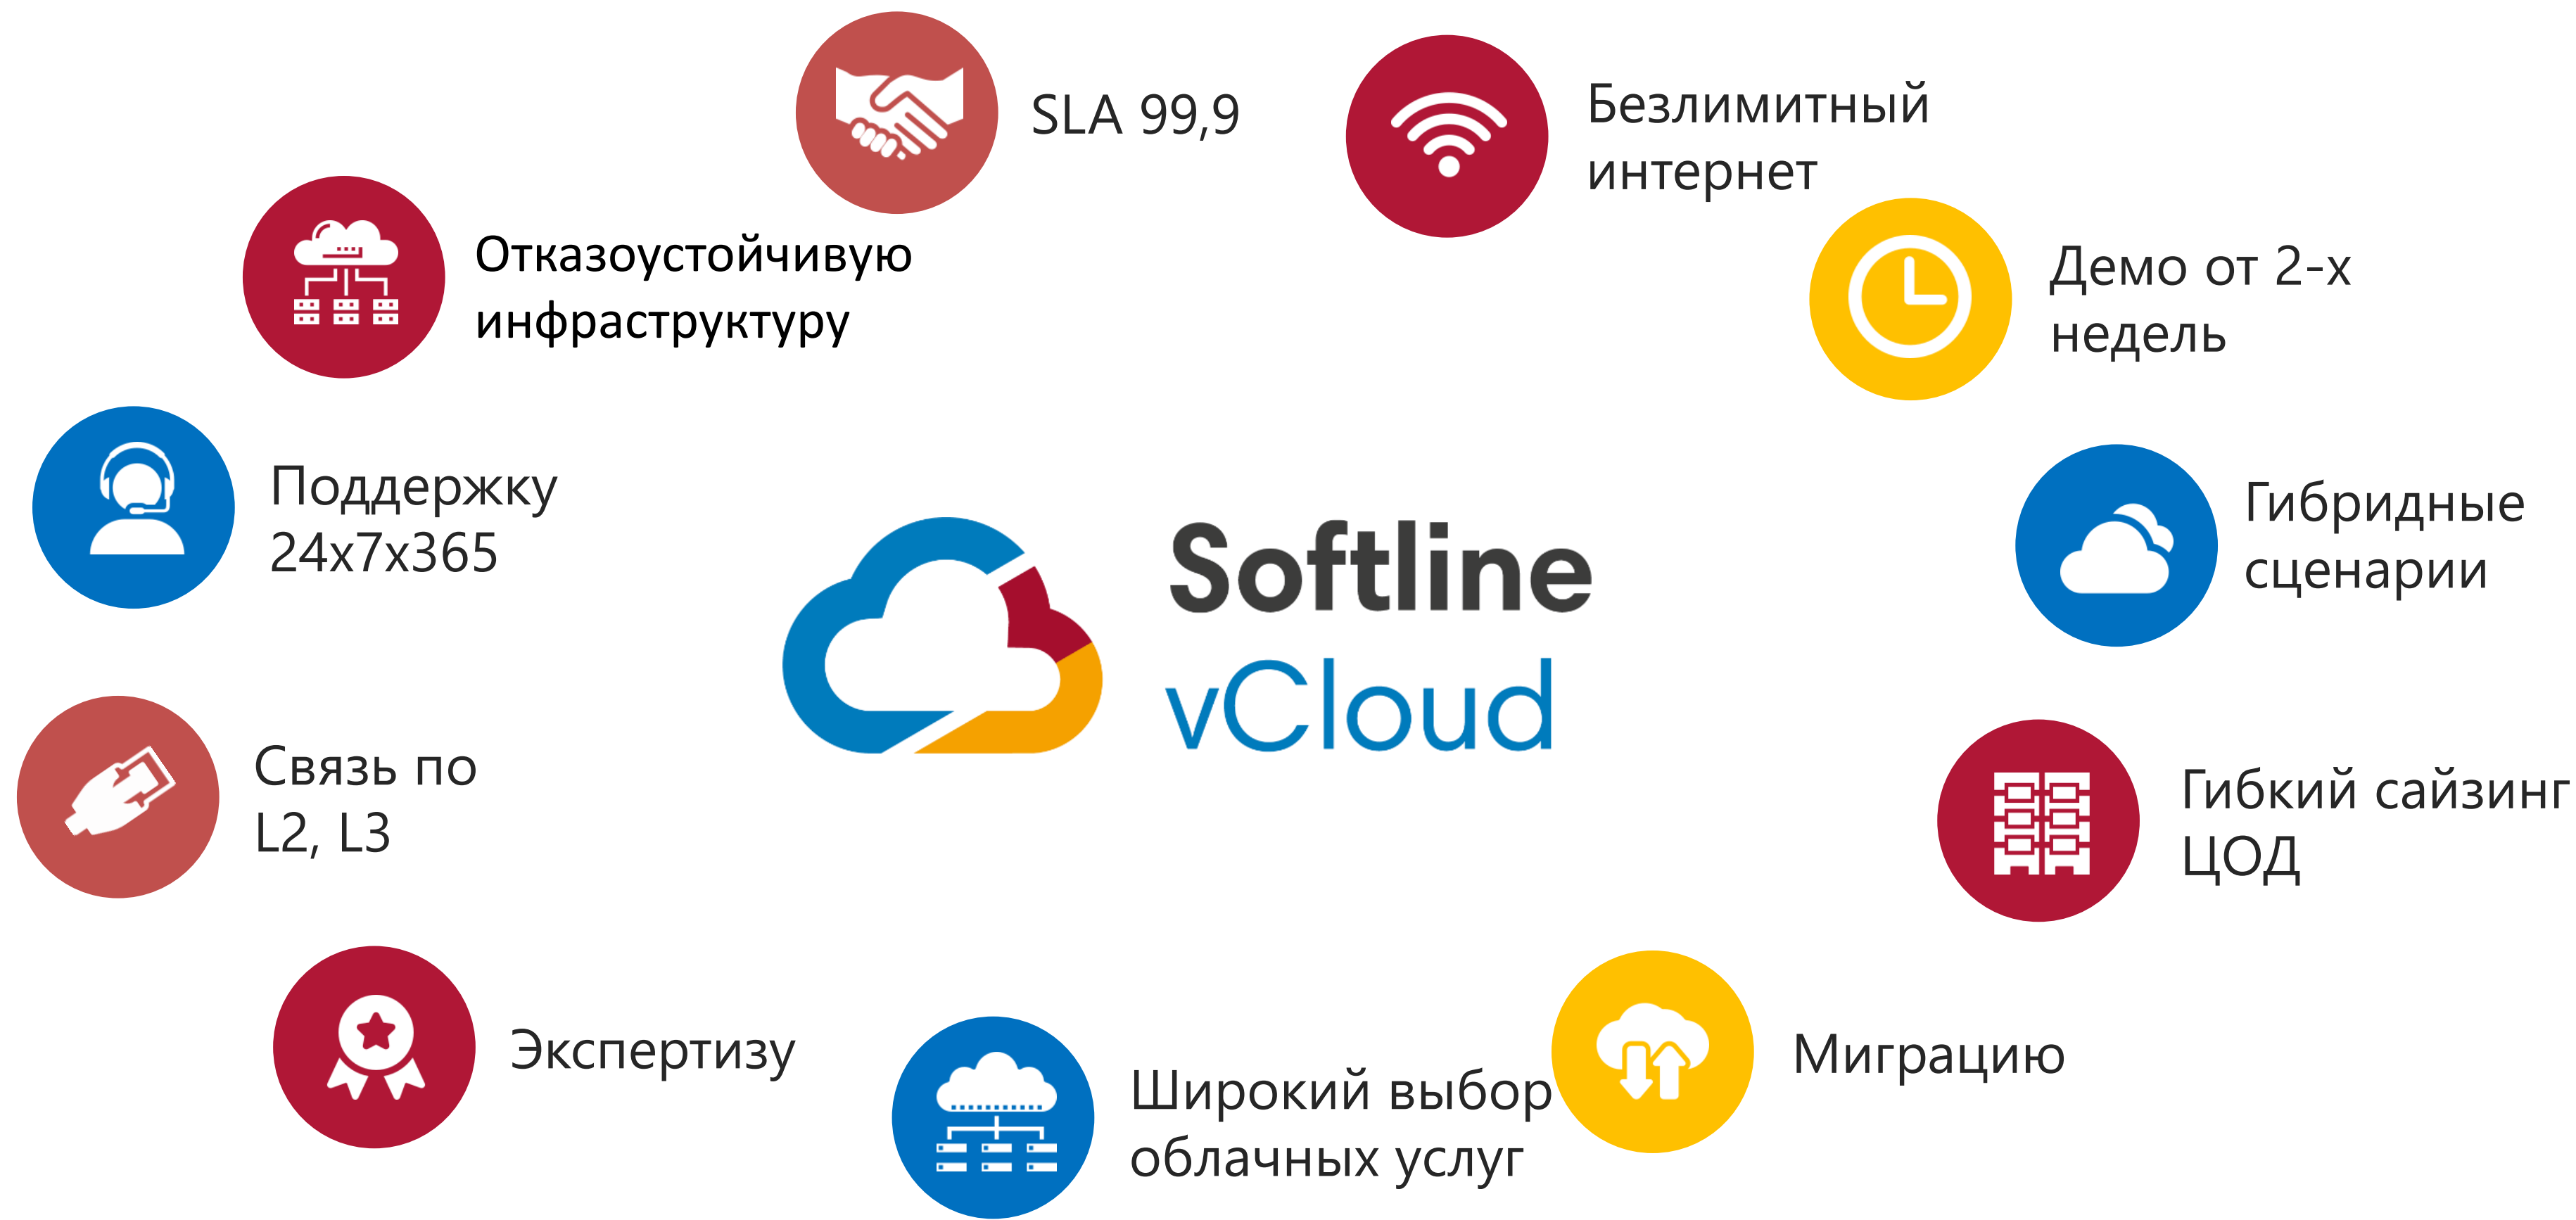 SLA 99,9
Безлимитный
интернет
Отказоустойчивую
инфраструктуру
Демо от 2-х
недель
Поддержку
24x7x365
Гибридные
сценарии
Softline
vCloud
Связь по
L2, L3
Гибкий сайзинг
ЦОД
Экспертизу
Широкий выбор
облачных услуг
Миграцию